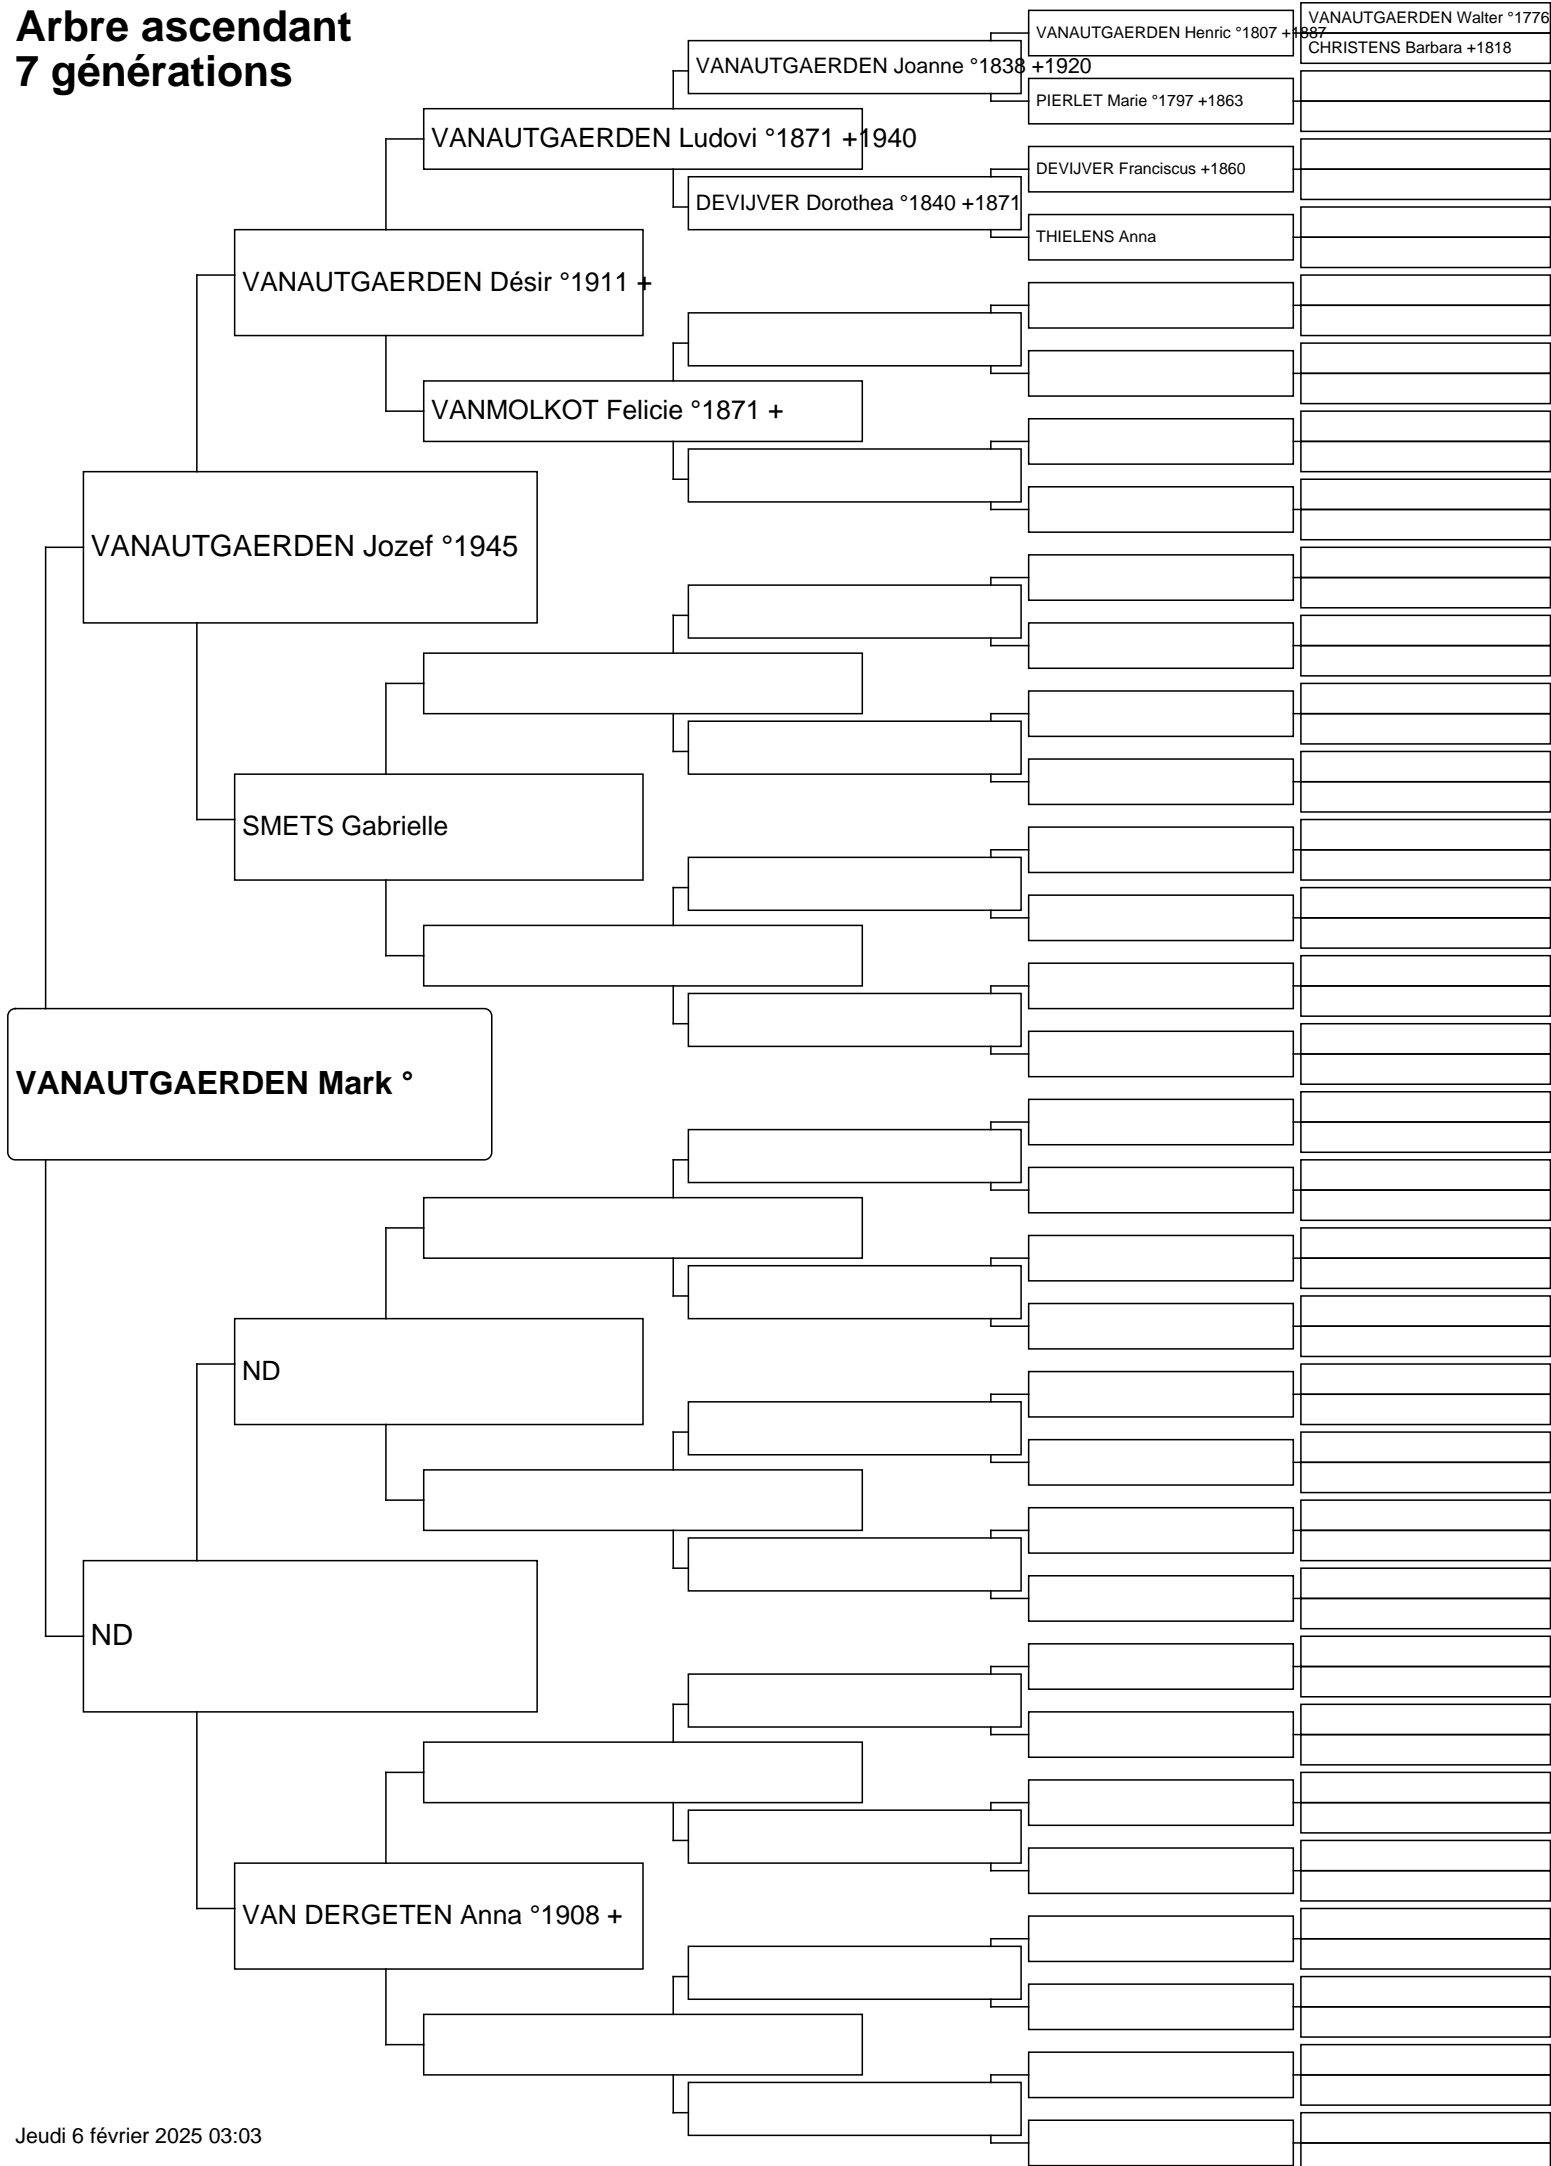 Arbre ascendant
7 générations
VANAUTGAERDEN Walter °1776
VANAUTGAERDEN Henric °1807 +1887
CHRISTENS Barbara +1818
VANAUTGAERDEN Joanne °1838 +1920
PIERLET Marie °1797 +1863
VANAUTGAERDEN Ludovi °1871 +1940
DEVIJVER Franciscus +1860
DEVIJVER Dorothea °1840 +1871
THIELENS Anna
VANAUTGAERDEN Désir °1911 +
VANMOLKOT Felicie °1871 +
VANAUTGAERDEN Jozef °1945
SMETS Gabrielle
VANAUTGAERDEN Mark °
ND
ND
VAN DERGETEN Anna °1908 +
Jeudi 6 février 2025 03:03